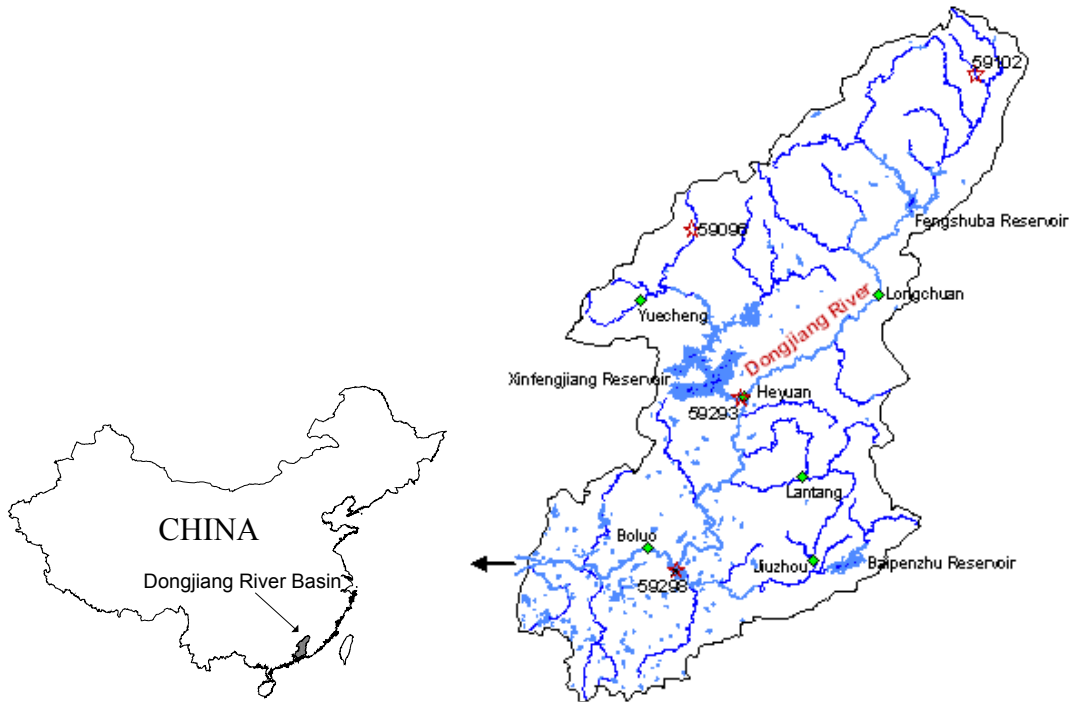 59102
Fengshuba Reservoir
59096
Longchuan
Yuecheng
Dongjiang River
Xinfengjiang Reservoir
Heyuan
59293
Lantang
CHINA
Boluo
Baipenzhu Reservoir
Jiuzhou
Dongjiang River Basin
59298